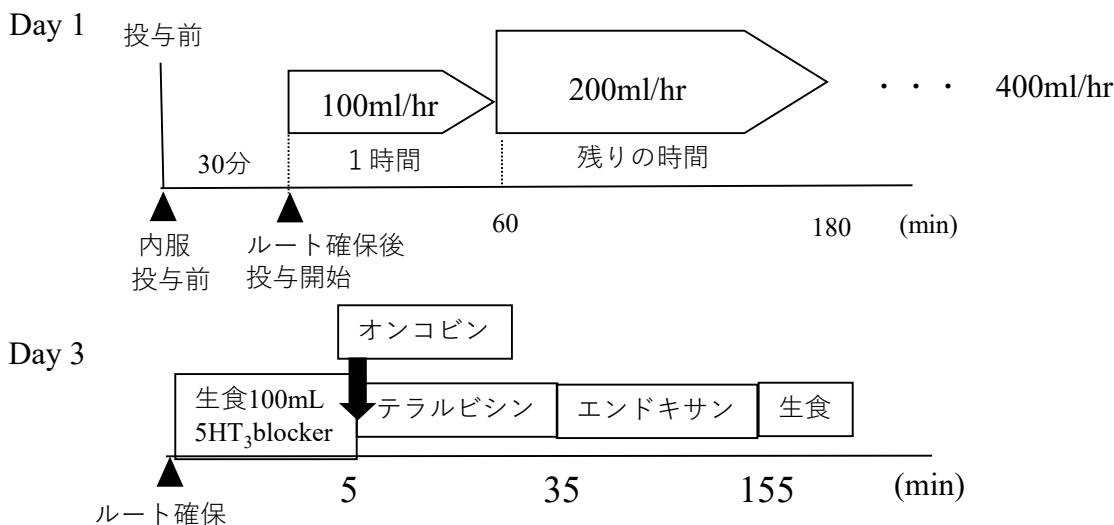 Day 1
投与前
100ml/hr
200ml/hr
・・・ 400ml/hr
30分
1時間
残りの時間
60
180
(min)
内服
投与前
ルート確保後
投与開始
オンコビン
Day 3
生食100mL
5HT₃blocker
テラルビシン
エンドキサン
生食
5
35
155
(min)
ルート確保